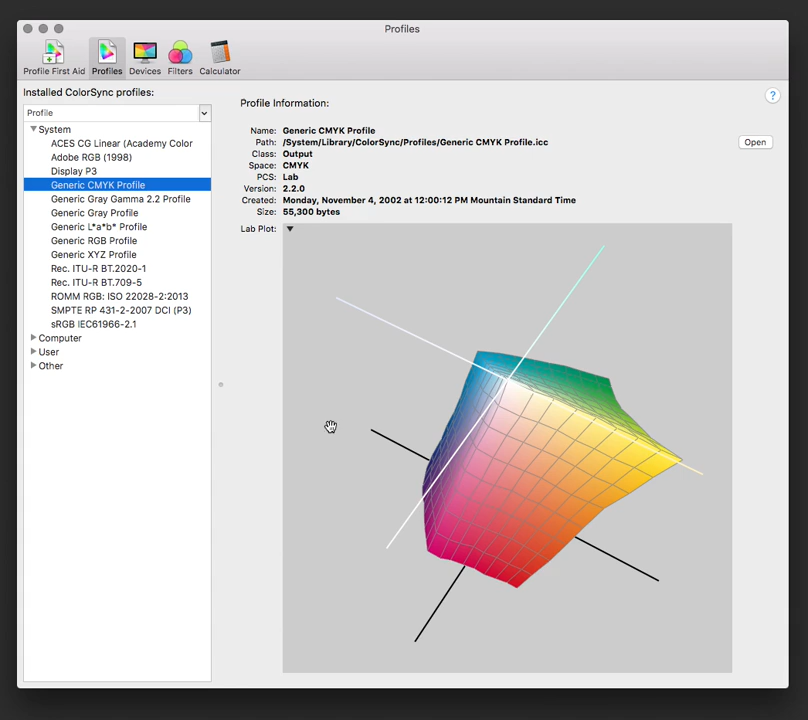 Profiles
Profile First Aid
Profiles
Devices
Filters
Calculator
Installed ColorSync profiles:
Profile
System
ACES CG Linear (Academy Color
Adobe RGB (1998)
Display P3
Generic CMYK Profile
Generic Gray Gamma 2.2 Profile
Generic Gray Profile
Generic L*a*b* Profile
Generic RGB Profile
Generic XYZ Profile
Rec. ITU-R BT.2020-1
Rec. ITU-R BT.709-5
ROMM RGB: ISO 22028-2:2013
SMPTE RP 431-2-2007 DCI (P3)
sRGB IEC61966-2.1
Computer
User
Other
?
Profile Information:
Name: Generic CMYK Profile
Path: /System/Library/ColorSync/Profiles/Generic CMYK Profile.icc
Open
Class: Output
Space: CMYK
PCS: Lab
Version: 2.2.0
Created: Monday, November 4, 2002 at 12:00:12 PM Mountain Standard Time
Size: 55,300 bytes
Lab Plot: